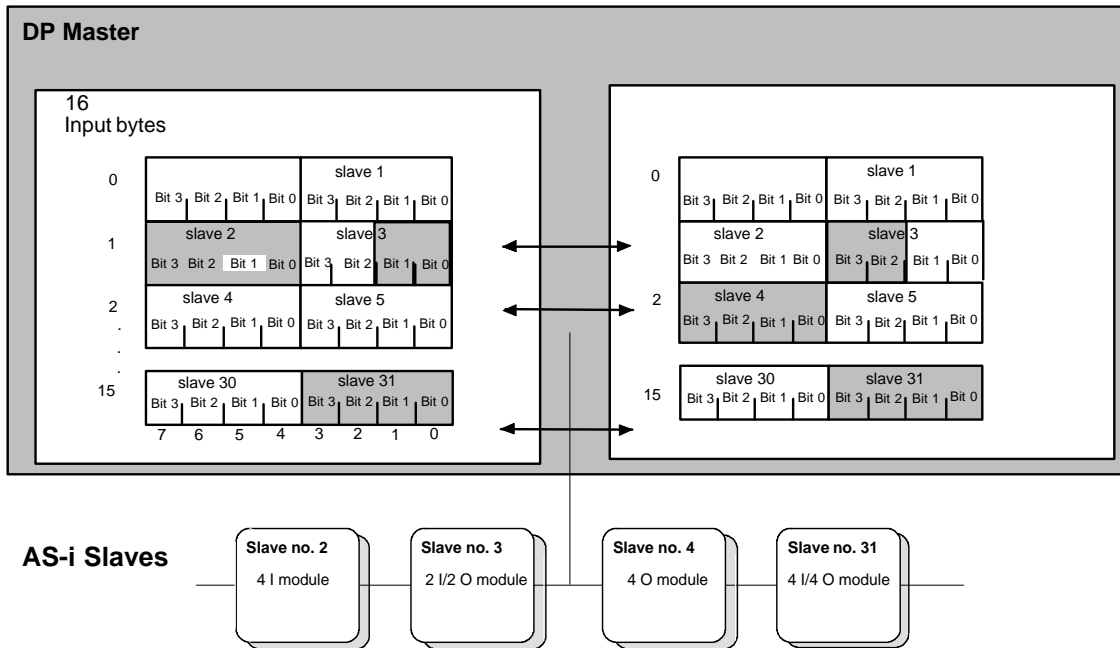 DP Master
16
Input bytes
0
slave 1
Bit 3 Bit 2 Bit 1 Bit 0 Bit 3 Bit 2 Bit 1 Bit 0
1
slave 2 slave 3
Bit 3 Bit 2 Bit 1 Bit 0 Bit 3 Bit 2 Bit 1 Bit 0
2
slave 4 slave 5
Bit 3 Bit 2 Bit 1 Bit 0 Bit 3 Bit 2 Bit 1 Bit 0
.
.
.
15
slave 30 slave 31
Bit 3 Bit 2 Bit 1 Bit 0 Bit 3 Bit 2 Bit 1 Bit 0
7 6 5 4 3 2 1 0
0
slave 1
Bit 3 Bit 2 Bit 1 Bit 0 Bit 3 Bit 2 Bit 1 Bit 0
slave 2 slave 3
Bit 3 Bit 2 Bit 1 Bit 0 Bit 3 Bit 2 Bit 1 Bit 0
2
slave 4 slave 5
Bit 3 Bit 2 Bit 1 Bit 0 Bit 3 Bit 2 Bit 1 Bit 0
15
slave 30 slave 31
Bit 3 Bit 2 Bit 1 Bit 0 Bit 3 Bit 2 Bit 1 Bit 0
AS-i Slaves
Slave no. 2
4 I module
Slave no. 3
2 I/2 O module
Slave no. 4
4 O module
Slave no. 31
4 I/4 O module